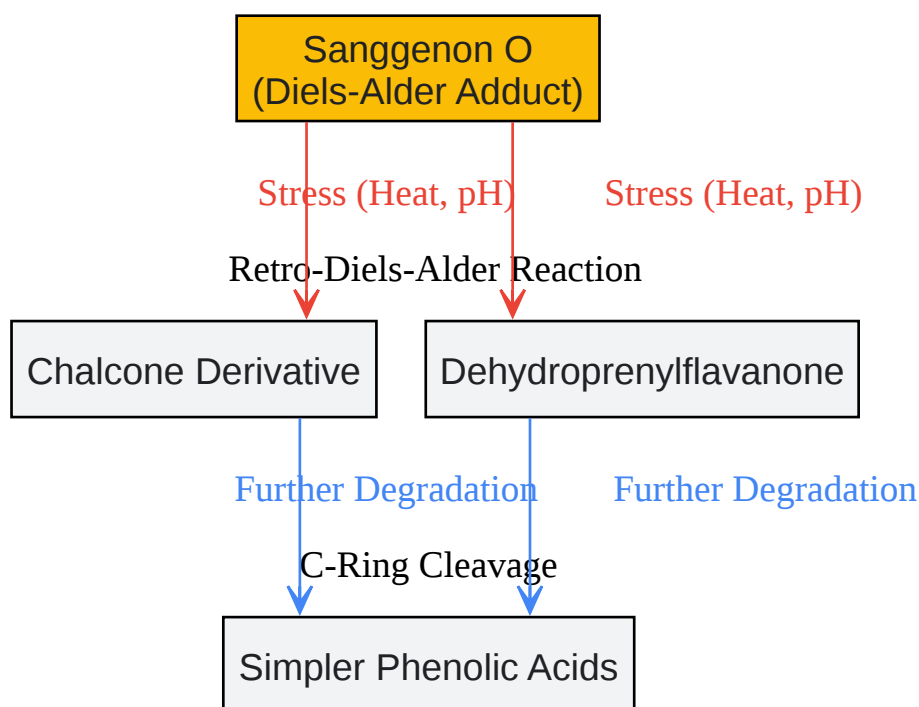 Sanggenon O
(Diels-Alder Adduct)
Stress (Heat, pH)
Stress (Heat, pH)
Retro-Diels-Alder Reaction
Chalcone Derivative
Dehydroprenylflavanone
Further Degradation
Further Degradation
C-Ring Cleavage
Simpler Phenolic Acids